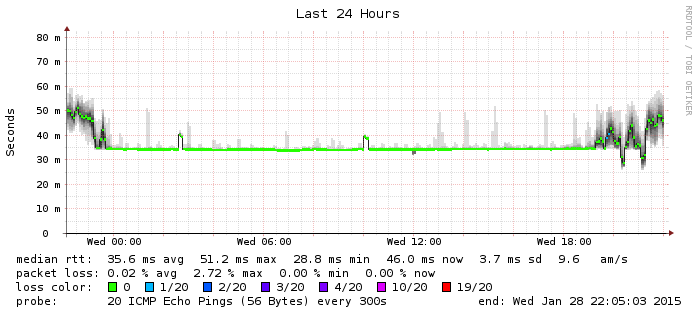 Last 24 Hours
RRDTOOL / TOBI OETIKER
Seconds
80 m
70 m
60 m
50 m
40 m
30 m
20 m
10 m
0
Wed 00:00 Wed 06:00 Wed 12:00 Wed 18:00
median rtt: 35.6 ms avg 51.2 ms max 28.8 ms min 46.0 ms now 3.7 ms sd 9.6 am/s
packet loss: 0.02 % avg 2.72 % max 0.00 % min 0.00 % now
loss color: 0 1/20 2/20 3/20 4/20 10/20 19/20
probe: 20 ICMP Echo Pings (56 Bytes) every 300s end: Wed Jan 28 22:05:03 2015